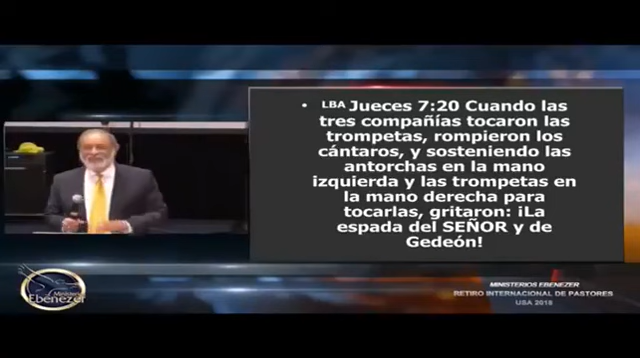 • LBA Jueces 7:20 Cuando las
tres compañías tocaron las
trompetas, rompieron los
cántaros, y sosteniendo las
antorchas en la mano
izquierda y las trompetas en
la mano derecha para
tocarlas, gritaron: ¡La
espada del SEÑOR y de
Gedeón!
Ministerios
Ebenezer
MINISTERIOS EBENEZER
RETIRO INTERNACIONAL DE PASTORES
USA 2018